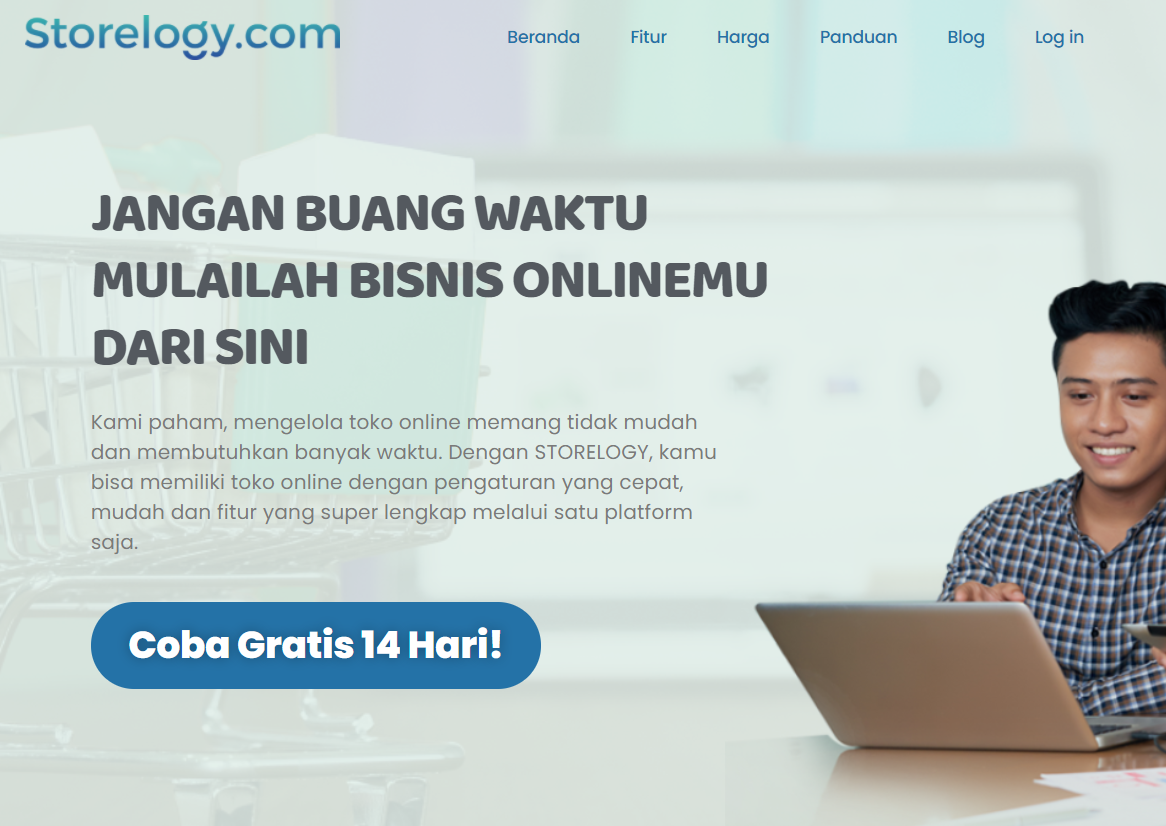 Storelogy.com
Beranda
Fitur
Harga
Panduan
Blog
Log in
JANGAN BUANG WAKTU
MULAILAH BISNIS ONLINEMU
DARI SINI
Kami paham, mengelola toko online memang tidak mudah
dan membutuhkan banyak waktu. Dengan STORELOGY, kamu
bisa memiliki toko online dengan pengaturan yang cepat,
mudah dan fitur yang super lengkap melalui satu platform
saja.
Coba Gratis 14 Hari!